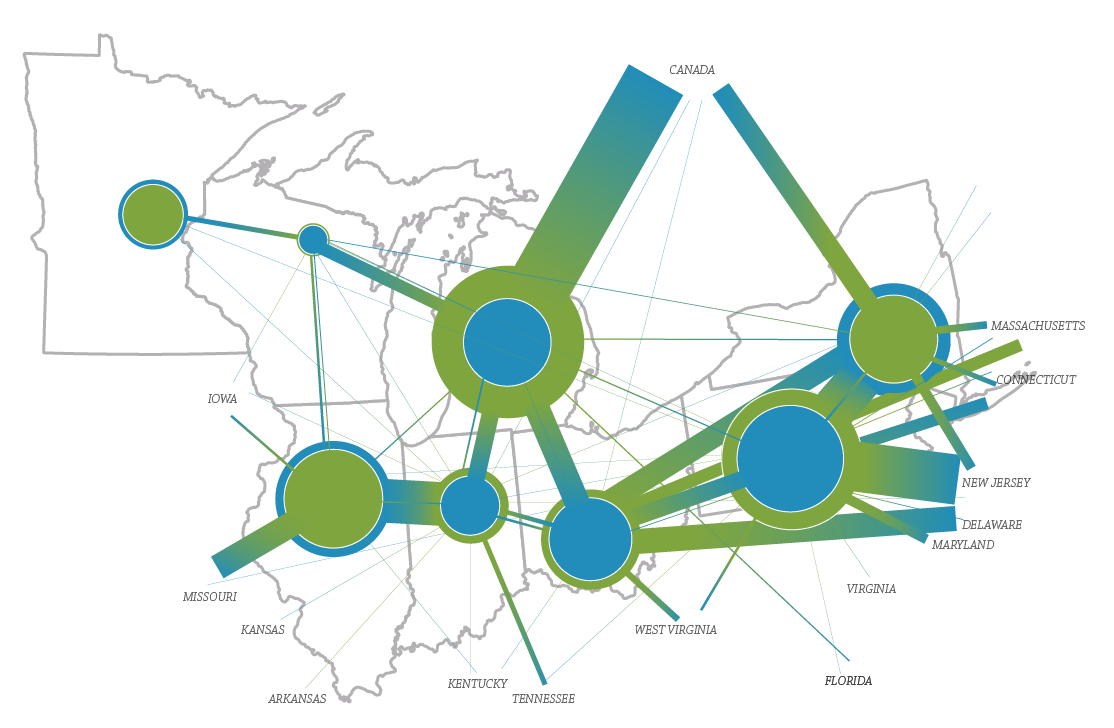 CANADA
MASSACHUSETTS
CONNECTICUT
IOWA
NEW JERSEY
DELAWARE
MARYLAND
VIRGINIA
MISSOURI
KANSAS
WEST VIRGINIA
FLORIDA
KENTUCKY
ARKANSAS
TENNESSEE